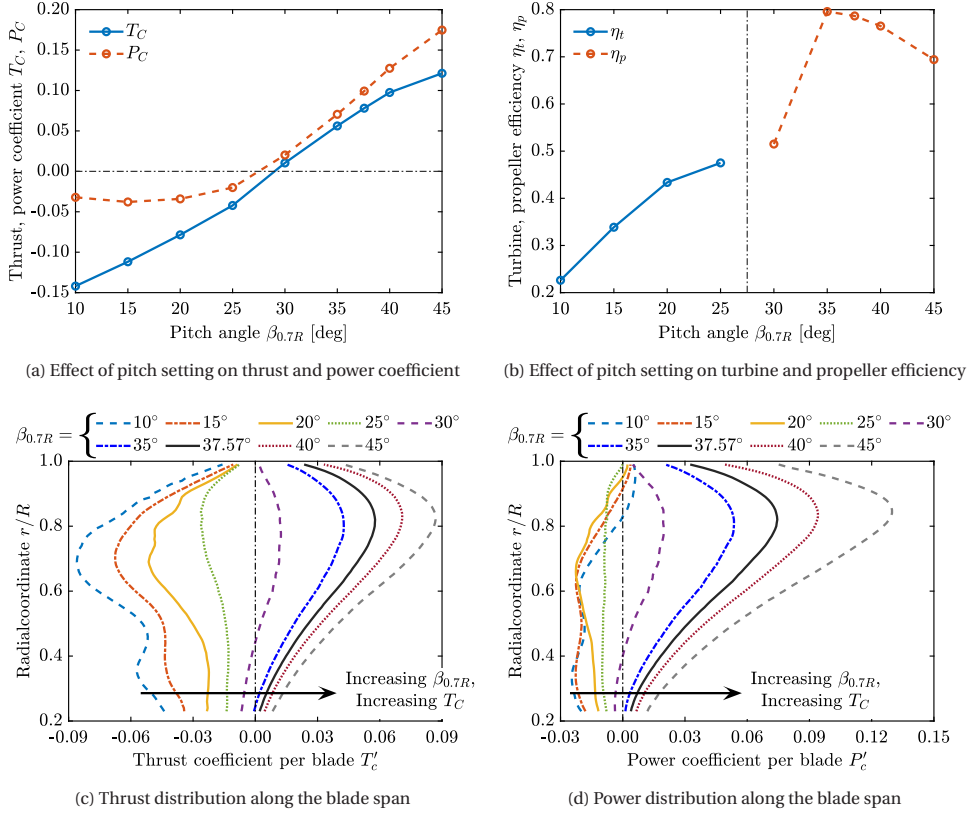 Thrust, power coefficient T_C, P_C
0.20
0.15
0.10
0.05
0.00
-0.05
-0.10
-0.15
T_C
P_C
10 15 20 25 30 35 40 45
Pitch angle β_0.7R [deg]
(a) Effect of pitch setting on thrust and power coefficient
Turbine, propeller efficiency η_t, η_p
0.8
0.7
0.6
0.5
0.4
0.3
0.2
η_t
η_p
10 15 20 25 30 35 40 45
Pitch angle β_0.7R [deg]
(b) Effect of pitch setting on turbine and propeller efficiency
β_0.7R =
10° 15° 20° 25° 30°
35° 37.57° 40° 45°
Radialcoordinate r/R
1.0
0.8
0.6
0.4
0.2
Increasing β_0.7R,
Increasing T_C
-0.09 -0.06 -0.03 0.00 0.03 0.06 0.09
Thrust coefficient per blade T′_c
(c) Thrust distribution along the blade span
β_0.7R =
10° 15° 20° 25° 30°
35° 37.57° 40° 45°
Radialcoordinate r/R
1.0
0.8
0.6
0.4
0.2
Increasing β_0.7R,
Increasing T_C
-0.03 0.00 0.03 0.06 0.09 0.12 0.15
Power coefficient per blade P′_c
(d) Power distribution along the blade span